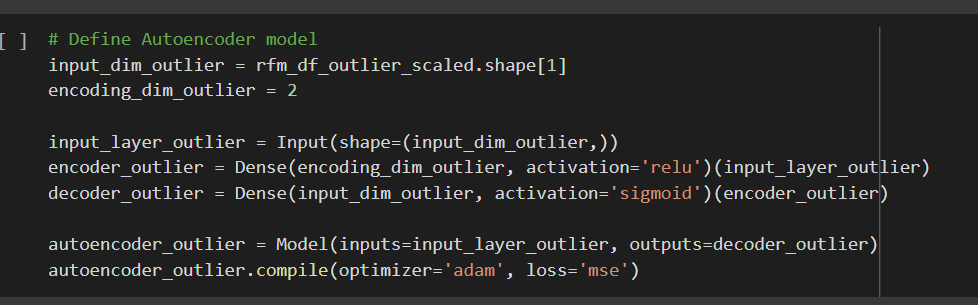 [ ] # Define Autoencoder model
input_dim_outlier = rfm_df_outlier_scaled.shape[1]
encoding_dim_outlier = 2
input_layer_outlier = Input(shape=(input_dim_outlier,))
encoder_outlier = Dense(encoding_dim_outlier, activation='relu')(input_layer_outlier)
decoder_outlier = Dense(input_dim_outlier, activation='sigmoid')(encoder_outlier)
autoencoder_outlier = Model(inputs=input_layer_outlier, outputs=decoder_outlier)
autoencoder_outlier.compile(optimizer='adam', loss='mse')